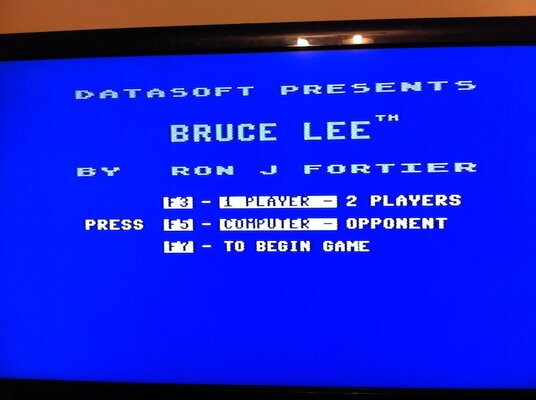 DATASOFT PRESENTS
BRUCE LEE™
BY RON J FORTIER
F3 - 1 PLAYER - 2 PLAYERS
PRESS F5 - COMPUTER - OPPONENT
F7 - TO BEGIN GAME